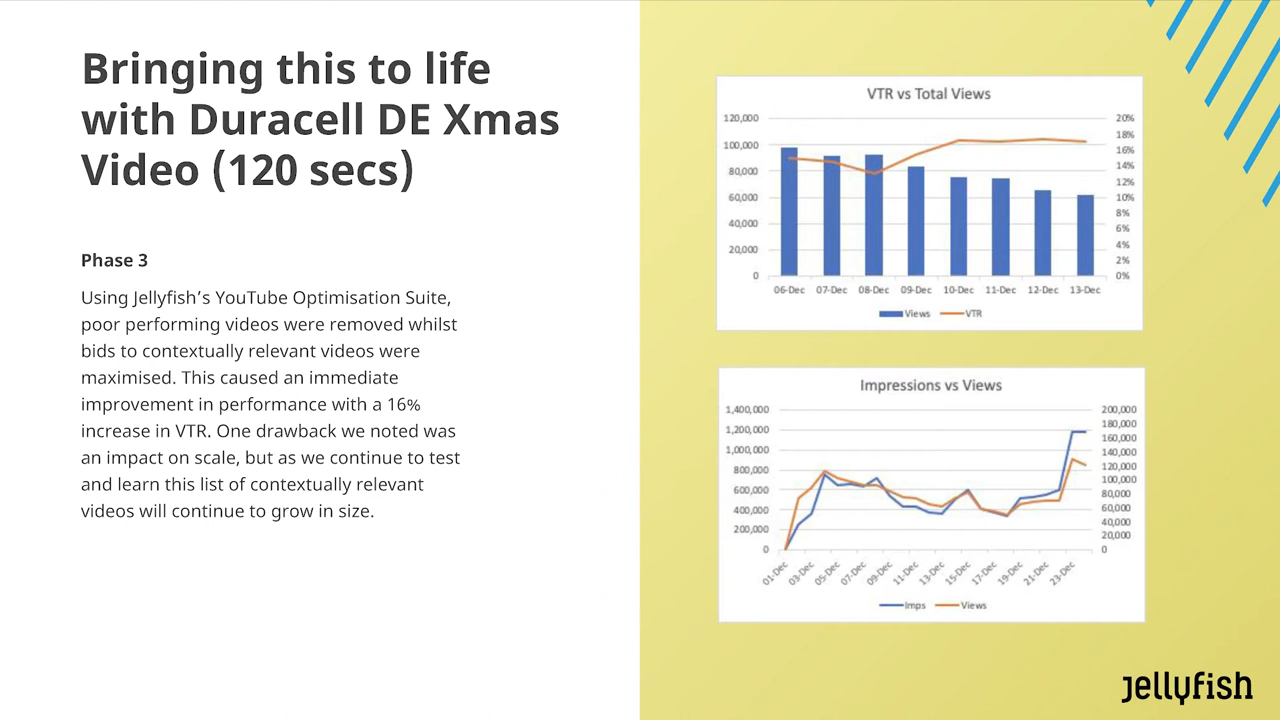 Bringing this to life
with Duracell DE Xmas
Video (120 secs)
Phase 3
Using Jellyfish’s YouTube Optimisation Suite,
poor performing videos were removed whilst
bids to contextually relevant videos were
maximised. This caused an immediate
improvement in performance with a 16%
increase in VTR. One drawback we noted was
an impact on scale, but as we continue to test
and learn this list of contextually relevant
videos will continue to grow in size.
VTR vs Total Views
120,000 20%
100,000 18%
80,000 16%
60,000 14%
40,000 12%
20,000 10%
0 8%
6%
4%
2%
0%
06-Dec 07-Dec 08-Dec 09-Dec 10-Dec 11-Dec 12-Dec 13-Dec
Views VTR
Impressions vs Views
1,400,000 200,000
1,200,000 180,000
1,000,000 160,000
800,000 140,000
600,000 120,000
400,000 100,000
200,000 80,000
0 60,000
40,000
20,000
0
01-Dec 03-Dec 05-Dec 07-Dec 09-Dec 11-Dec 13-Dec 15-Dec 17-Dec 19-Dec 21-Dec 23-Dec
Imps Views
jellyfish